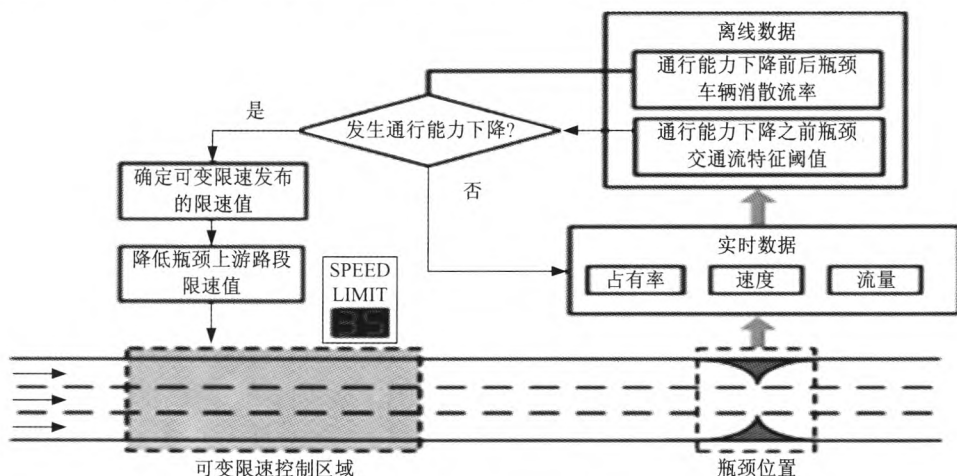 离线数据
通行能力下降前后瓶颈
车辆消散流率
通行能力下降之前瓶颈
交通流特征阈值
发生通行能力下降?
是
否
确定可变限速发布
的限速值
降低瓶颈上游路段
限速值
SPEED
LIMIT
35
实时数据
占有率
速度
流量
可变限速控制区域
瓶颈位置